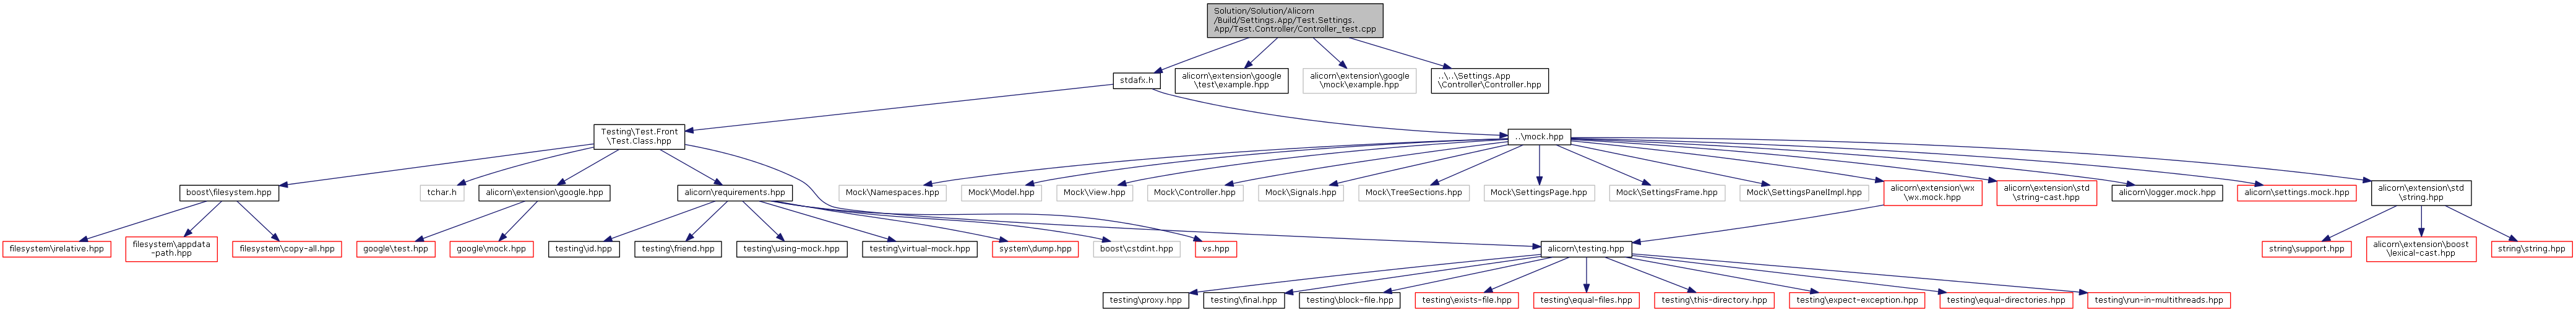 Solution/Solution/Alicorn
/Build/Settings.App/Test.Settings.
App/Test.Controller/Controller_test.cpp
stdafx.h
alicorn\extension\google
\test\example.hpp
alicorn\extension\google
\mock\example.hpp
..\..\Settings.App
\Controller\Controller.hpp
Testing\Test.Front
\Test.Class.hpp
..\mock.hpp
boost\filesystem.hpp
tchar.h
alicorn\extension\google.hpp
alicorn\requirements.hpp
Mock\Namespaces.hpp
Mock\Model.hpp
Mock\View.hpp
Mock\Controller.hpp
Mock\Signals.hpp
Mock\TreeSections.hpp
Mock\SettingsPage.hpp
Mock\SettingsFrame.hpp
Mock\SettingsPanelImpl.hpp
alicorn\extension\wx
\wx.mock.hpp
alicorn\extension\std
\string-cast.hpp
alicorn\logger.mock.hpp
alicorn\settings.mock.hpp
alicorn\extension\std
\string.hpp
filesystem\irelative.hpp
filesystem\appdata
-path.hpp
filesystem\copy-all.hpp
google\test.hpp
google\mock.hpp
testing\id.hpp
testing\friend.hpp
testing\using-mock.hpp
testing\virtual-mock.hpp
system\dump.hpp
boost\cstdint.hpp
vs.hpp
alicorn\testing.hpp
string\support.hpp
alicorn\extension\boost
\lexical-cast.hpp
string\string.hpp
testing\proxy.hpp
testing\final.hpp
testing\block-file.hpp
testing\exists-file.hpp
testing\equal-files.hpp
testing\this-directory.hpp
testing\expect-exception.hpp
testing\equal-directories.hpp
testing\run-in-multithreads.hpp